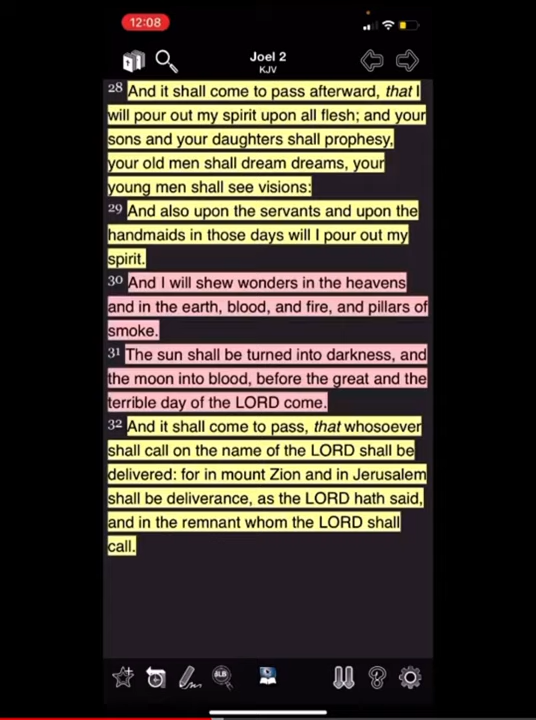 12:08
Joel 2
KJV
28 And it shall come to pass afterward, that I
will pour out my spirit upon all flesh; and your
sons and your daughters shall prophesy,
your old men shall dream dreams, your
young men shall see visions:
29 And also upon the servants and upon the
handmaids in those days will I pour out my
spirit.
30 And I will shew wonders in the heavens
and in the earth, blood, and fire, and pillars of
smoke.
31 The sun shall be turned into darkness, and
the moon into blood, before the great and the
terrible day of the LORD come.
32 And it shall come to pass, that whosoever
shall call on the name of the LORD shall be
delivered: for in mount Zion and in Jerusalem
shall be deliverance, as the LORD hath said,
and in the remnant whom the LORD shall
call.
BLB